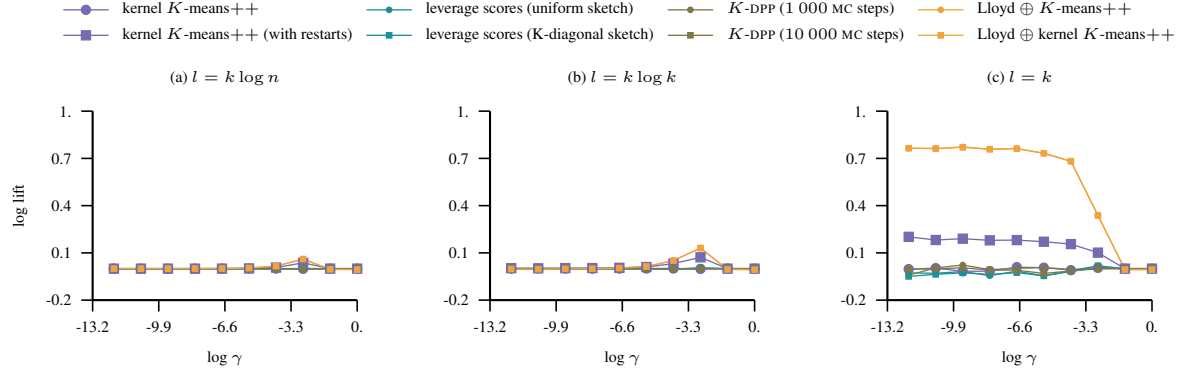 kernel K-means++ leverage scores (uniform sketch) K-DPP (1 000 MC steps) Lloyd ⊕ K-means++
kernel K-means++ (with restarts) leverage scores (K-diagonal sketch) K-DPP (10 000 MC steps) Lloyd ⊕ kernel K-means++
(a) l = k log n (b) l = k log k (c) l = k
log lift
1. 1. 1.
0.7 0.7 0.7
0.4 0.4 0.4
0.1 0.1 0.1
-0.2 -0.2 -0.2
-13.2 -9.9 -6.6 -3.3 0. -13.2 -9.9 -6.6 -3.3 0. -13.2 -9.9 -6.6 -3.3 0.
log γ log γ log γ